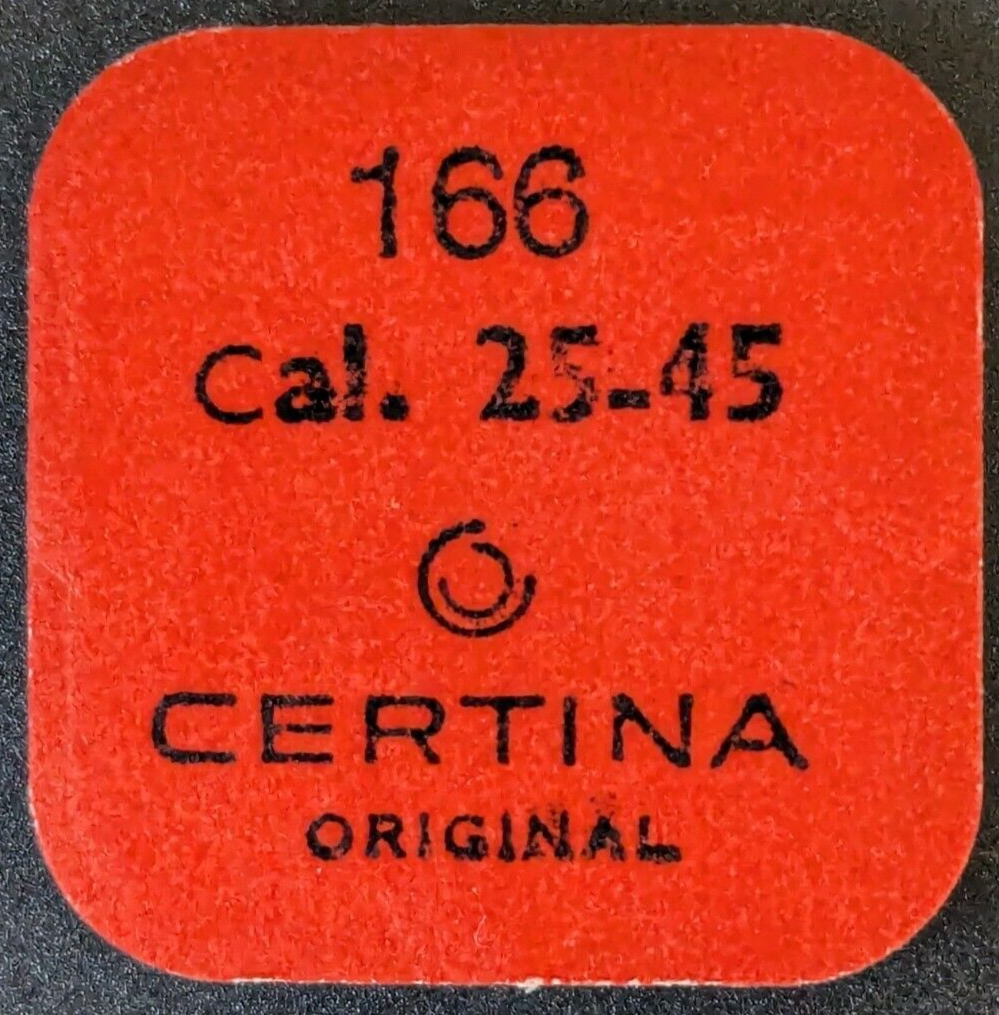 166
Cal. 25-45
CERTINA
ORIGINAL